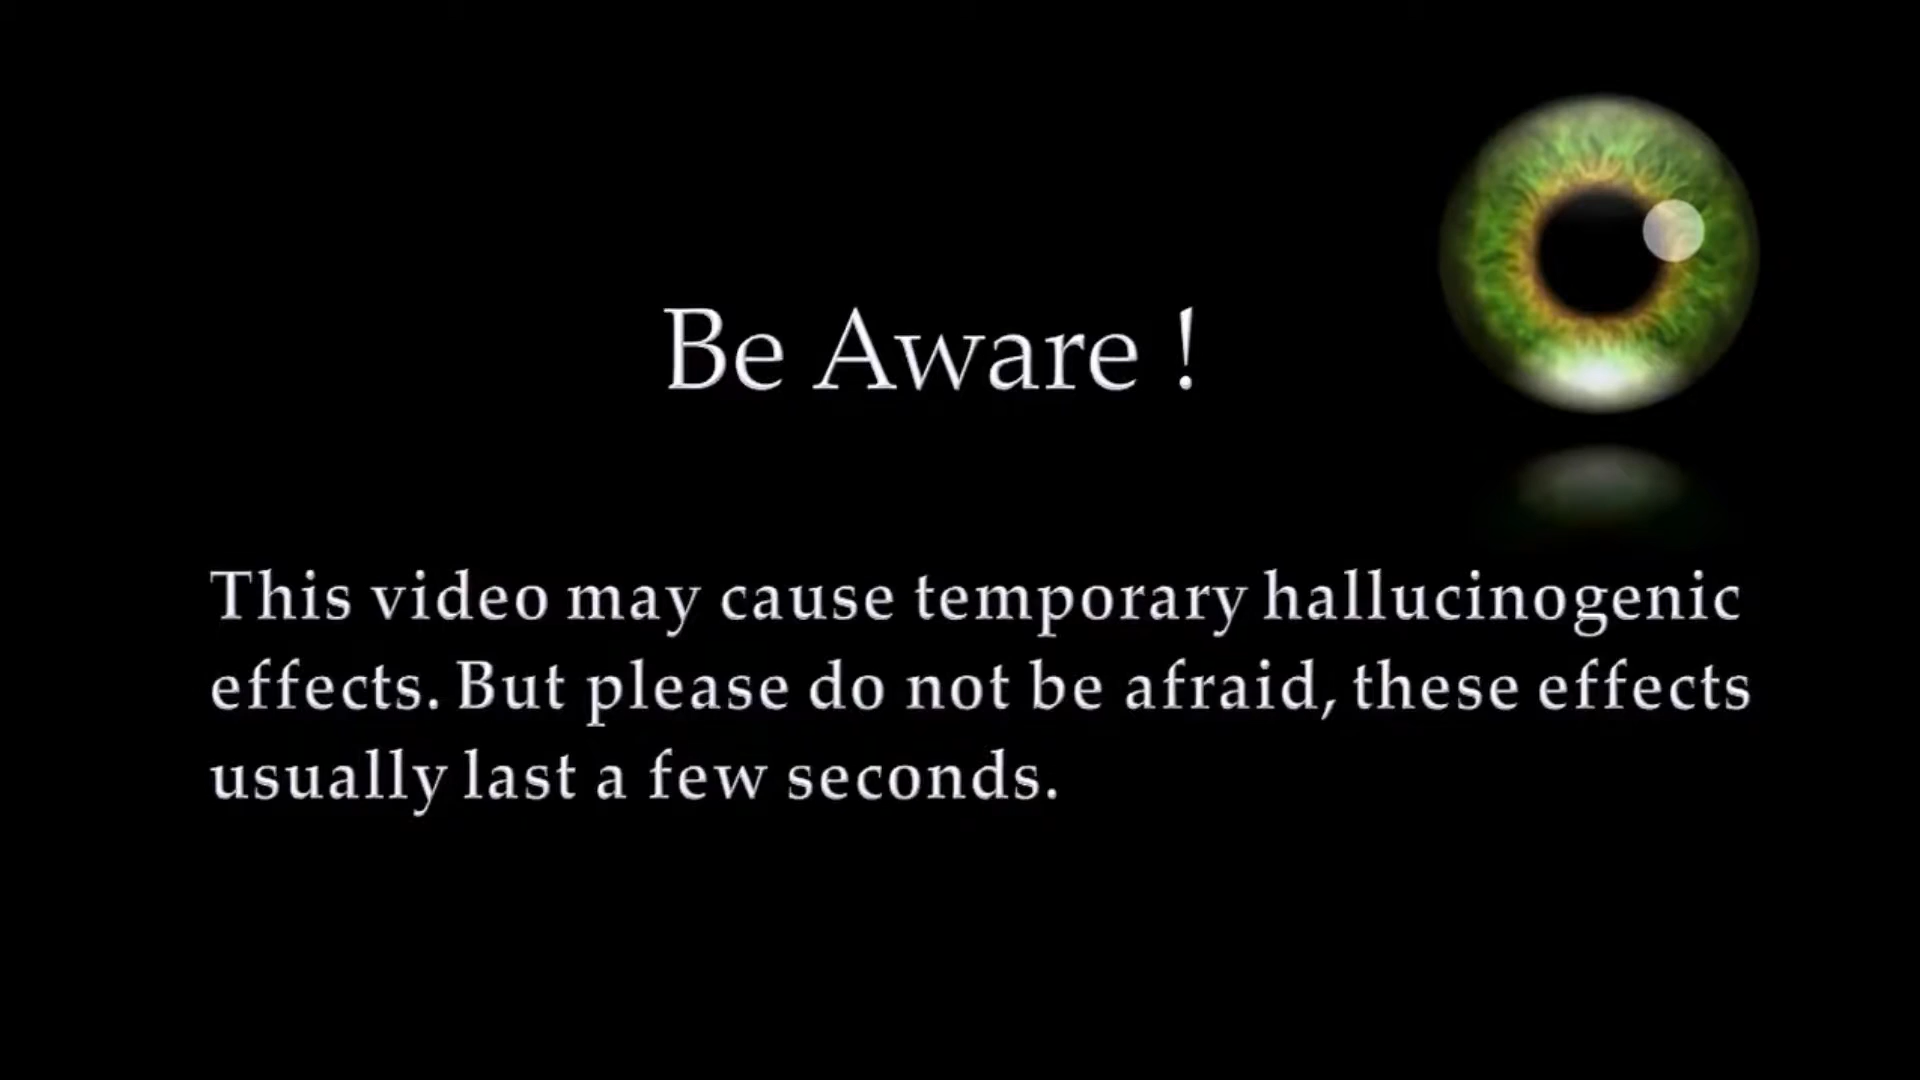 Be Aware !
This video may cause temporary hallucinogenic
effects. But please do not be afraid, these effects
usually last a few seconds.